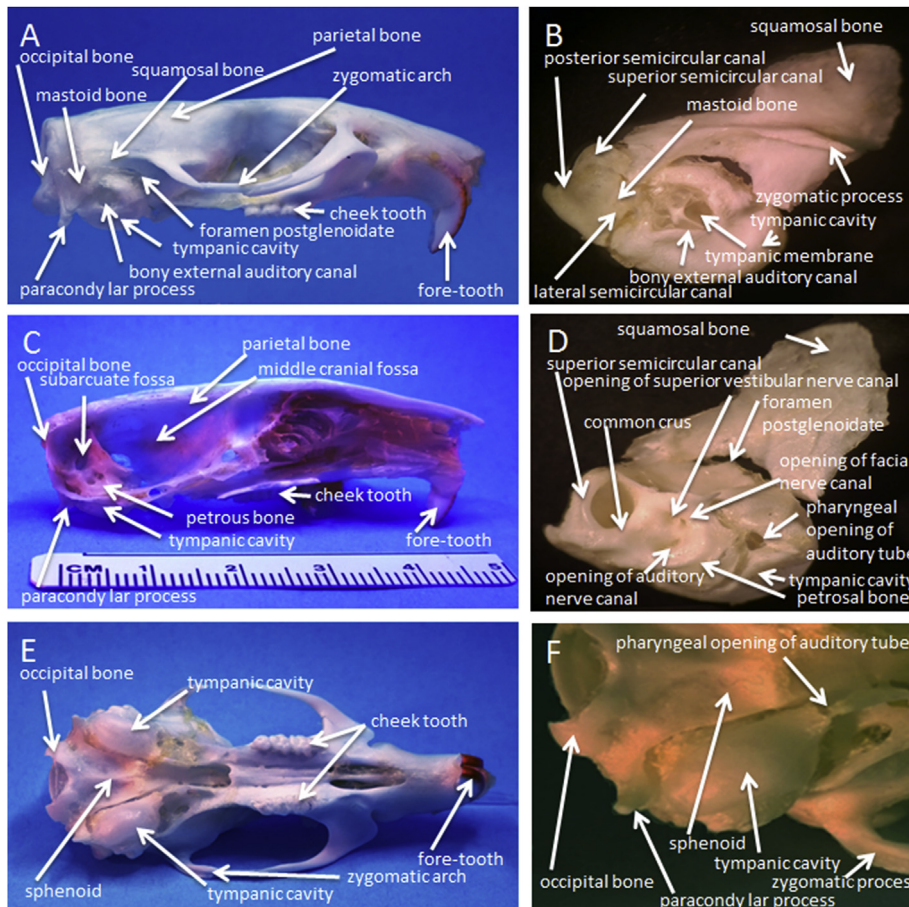 A
parietal bone
occipital bone
squamosal bone
zygomatic arch
mastoid bone
cheek tooth
foramen postglenoidate
tympanic cavity
bony external auditory canal
paracondy lar process
fore-tooth
B
squamosal bone
posterior semicircular canal
superior semicircular canal
mastoid bone
zygomatic process
tympanic cavity
tympanic membrane
bony external auditory canal
lateral semicircular canal
C
parietal bone
occipital bone
middle cranial fossa
subarcuate fossa
cheek tooth
petrous bone
tympanic cavity
fore-tooth
CM 1 2 3 4 5
paracondy lar process
D
squamosal bone
superior semicircular canal
opening of superior vestibular nerve canal
foramen
postglenoidate
common crus
opening of facial
nerve canal
pharyngeal
opening of
auditory tube
opening of auditory
nerve canal
tympanic cavity
petrosal bone
E
occipital bone
tympanic cavity
cheek tooth
fore-tooth
sphenoid
zygomatic arch
tympanic cavity
F
pharyngeal opening of auditory tube
sphenoid
tympanic cavity
occipital bone
zygomatic process
paracondy lar process